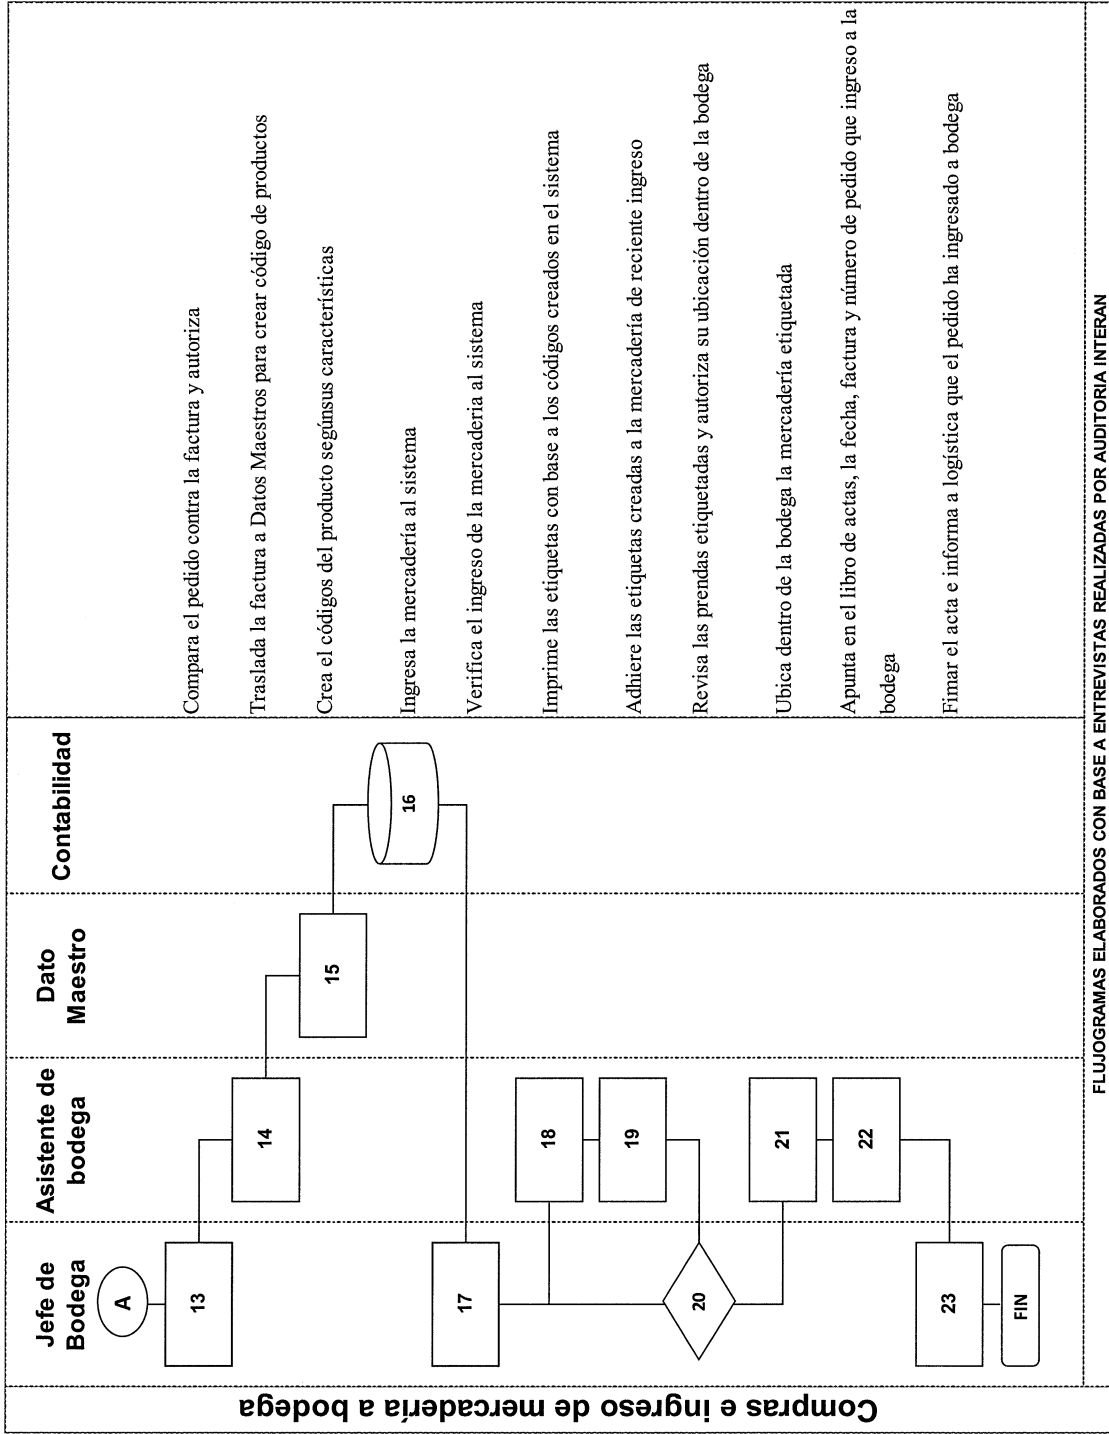 Compras e ingreso de mercadería a bodega
Jefe de
Bodega
Asistente de
bodega
Dato
Maestro
Contabilidad
A
13
Compara el pedido contra la factura y autoriza
14
Traslada la factura a Datos Maestros para crear código de productos
15
Crea el códigos del producto segúnsus características
16
Ingresa la mercadería al sistema
17
Verifica el ingreso de la mercaderia al sistema
18
Imprime las etiquetas con base a los códigos creados en el sistema
19
Adhiere las etiquetas creadas a la mercadería de reciente ingreso
20
Revisa las prendas etiquetadas y autoriza su ubicación dentro de la bodega
21
Ubica dentro de la bodega la mercadería etiquetada
22
Apunta en el libro de actas, la fecha, factura y número de pedido que ingreso a la
bodega
23
Fimar el acta e informa a logística que el pedido ha ingresado a bodega
FIN
FLUJOGRAMAS ELABORADOS CON BASE A ENTREVISTAS REALIZADAS POR AUDITORIA INTERAN